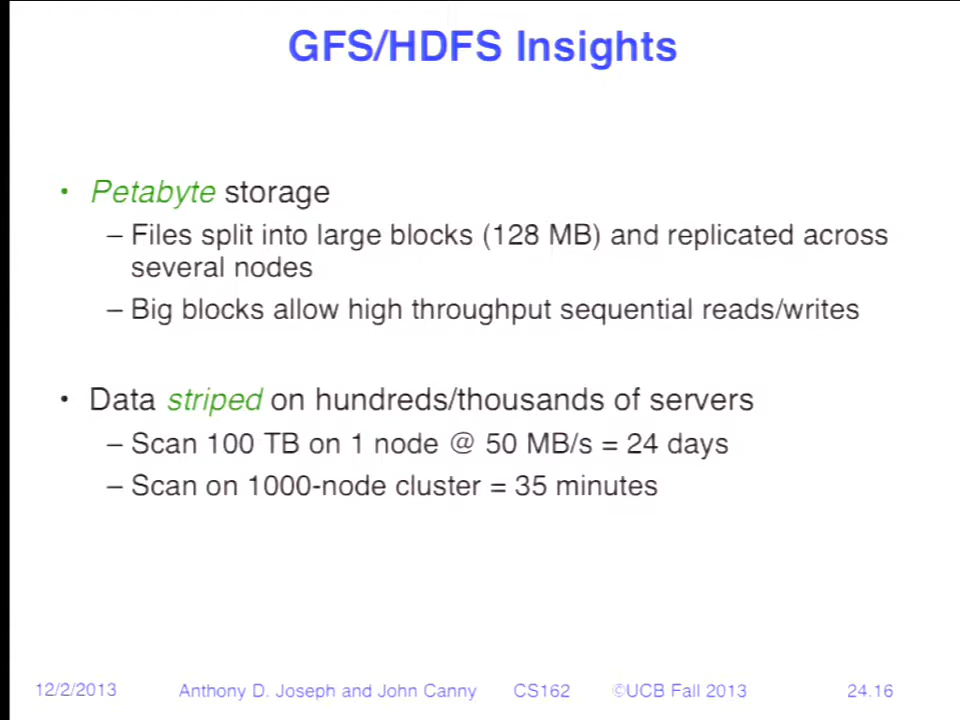 GFS/HDFS Insights
• Petabyte storage
– Files split into large blocks (128 MB) and replicated across
several nodes
– Big blocks allow high throughput sequential reads/writes
• Data striped on hundreds/thousands of servers
– Scan 100 TB on 1 node @ 50 MB/s = 24 days
– Scan on 1000-node cluster = 35 minutes
12/2/2013 Anthony D. Joseph and John Canny CS162 ©UCB Fall 2013 24.16